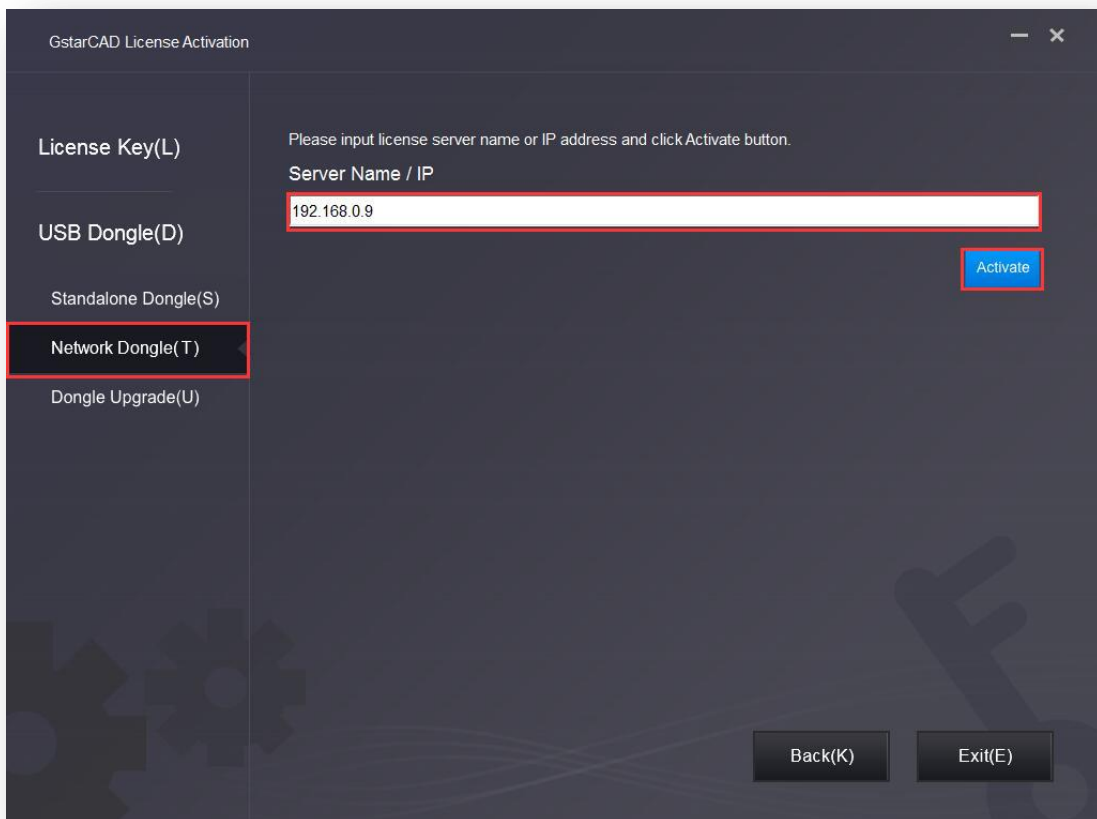 GstarCAD License Activation
License Key(L)
USB Dongle(D)
Standalone Dongle(S)
Network Dongle(T)
Dongle Upgrade(U)
Please input license server name or IP address and click Activate button.
Server Name / IP
192.168.0.9
Activate
Back(K)
Exit(E)